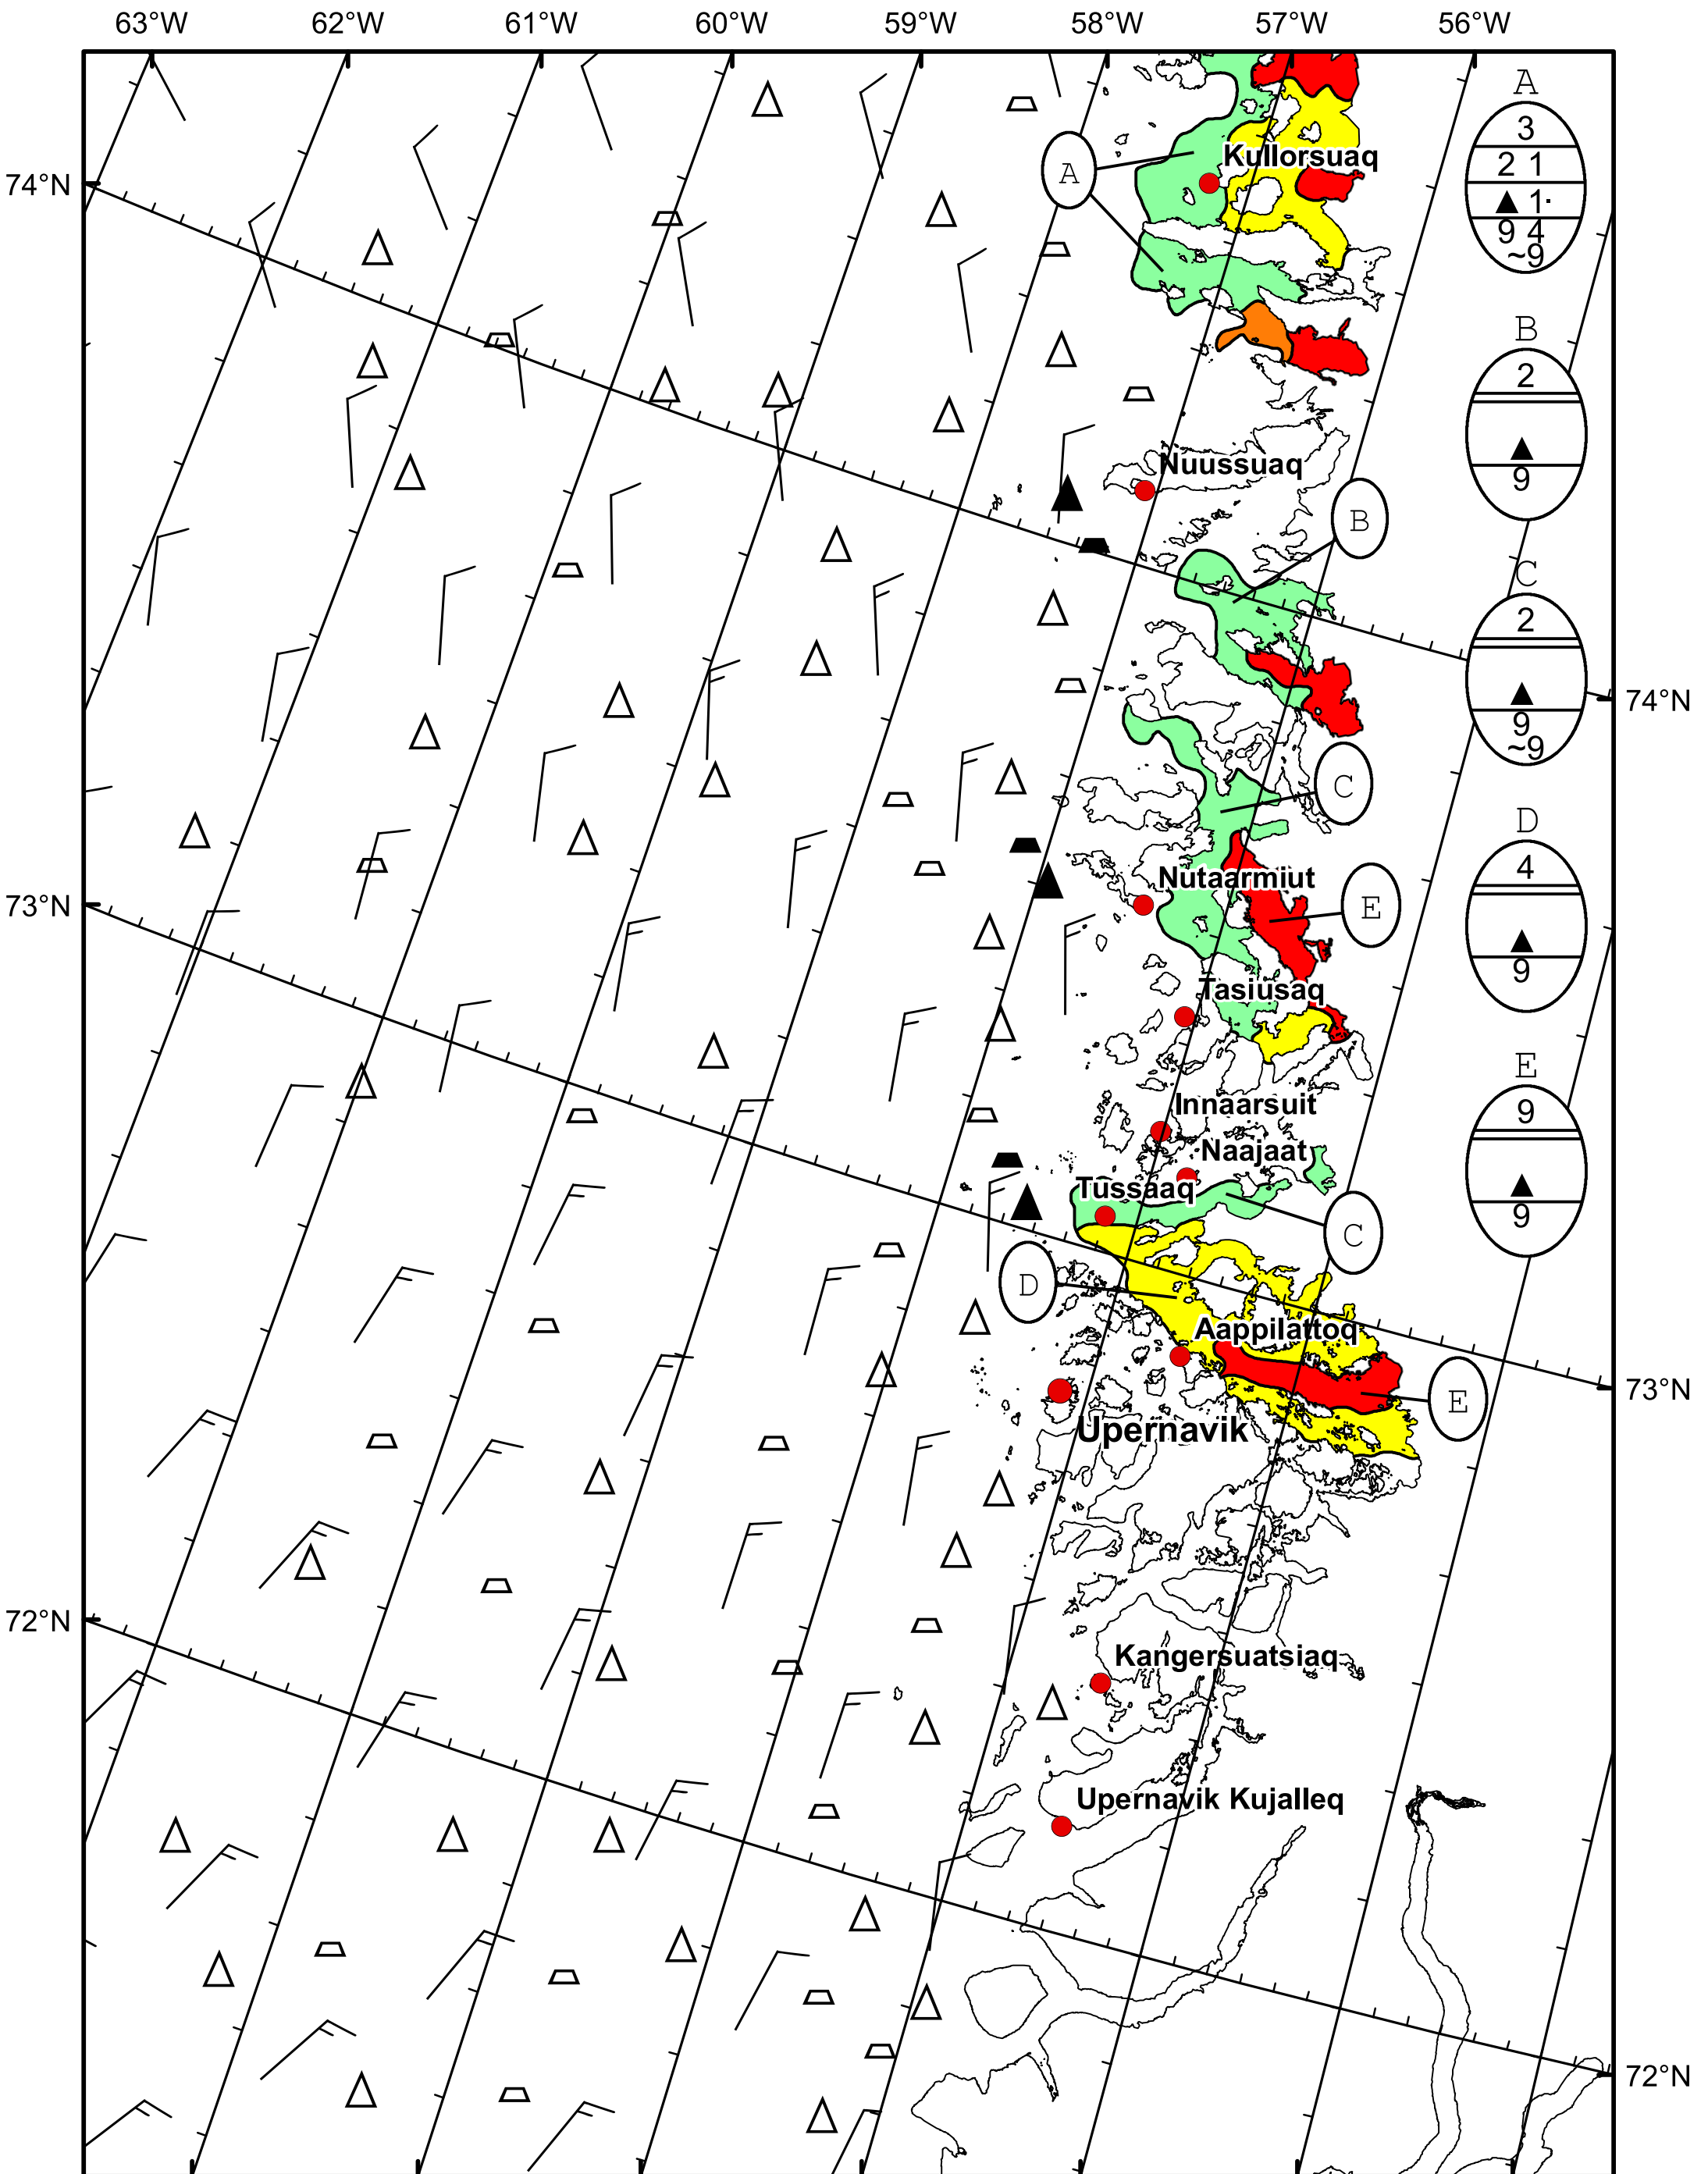 63°W 62°W 61°W 60°W 59°W 58°W 57°W 56°W
A
3
2 1
▲ 1·
9 4
~9
A
Kullorsuaq
74°N
B
2
▲
9
Nuussuaq
B
C
2
▲
9
~9
74°N
C
D
4
▲
9
Nutaarmiut
73°N
E
Tasiusaq
E
9
▲
9
Innaarsuit
Naajaat
Tussaaq
C
D
Aappilattoq
73°N
E
Upernavik
72°N
Kangersuatsiaq
Upernavik Kujalleq
72°N